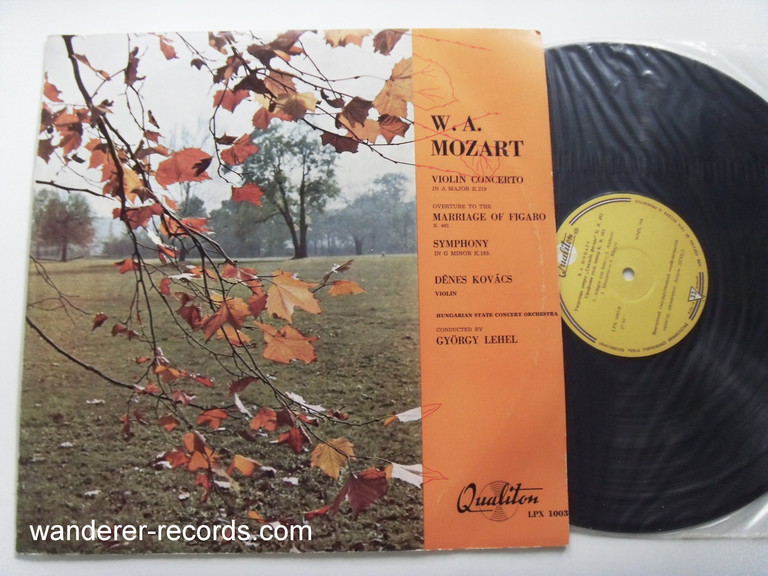 W. A.
MOZART
VIOLIN CONCERTO
IN A MAJOR K.219
OVERTURE TO THE
MARRIAGE OF FIGARO
K. 492
SYMPHONY
IN G MINOR K.183
DÉNES KOVÁCS
VIOLIN
HUNGARIAN STATE CONCERT ORCHESTRA
CONDUCTED BY
GYÖRGY LEHEL
Qualiton
LPX 1003
Qualiton
wanderer-records.com